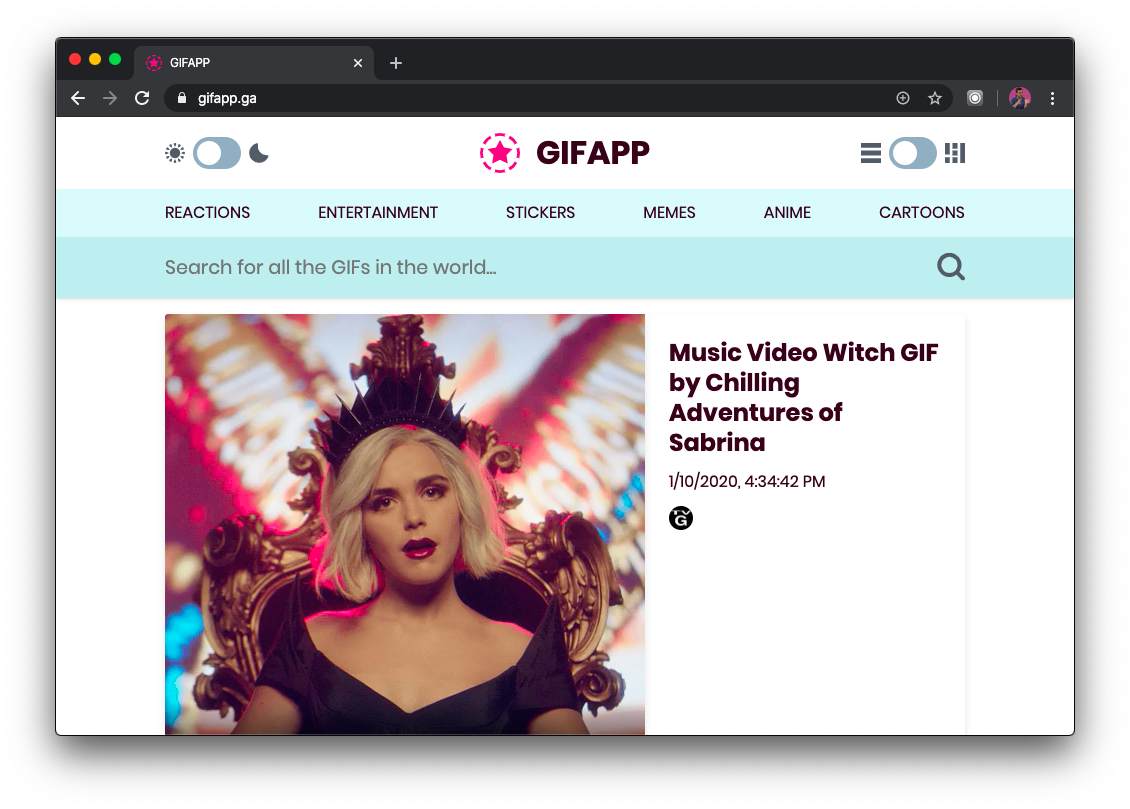 GIFAPP
gifapp.ga
GIFAPP
REACTIONS ENTERTAINMENT STICKERS MEMES ANIME CARTOONS
Search for all the GIFs in the world...
Music Video Witch GIF
by Chilling
Adventures of
Sabrina
1/10/2020, 4:34:42 PM
TV
G